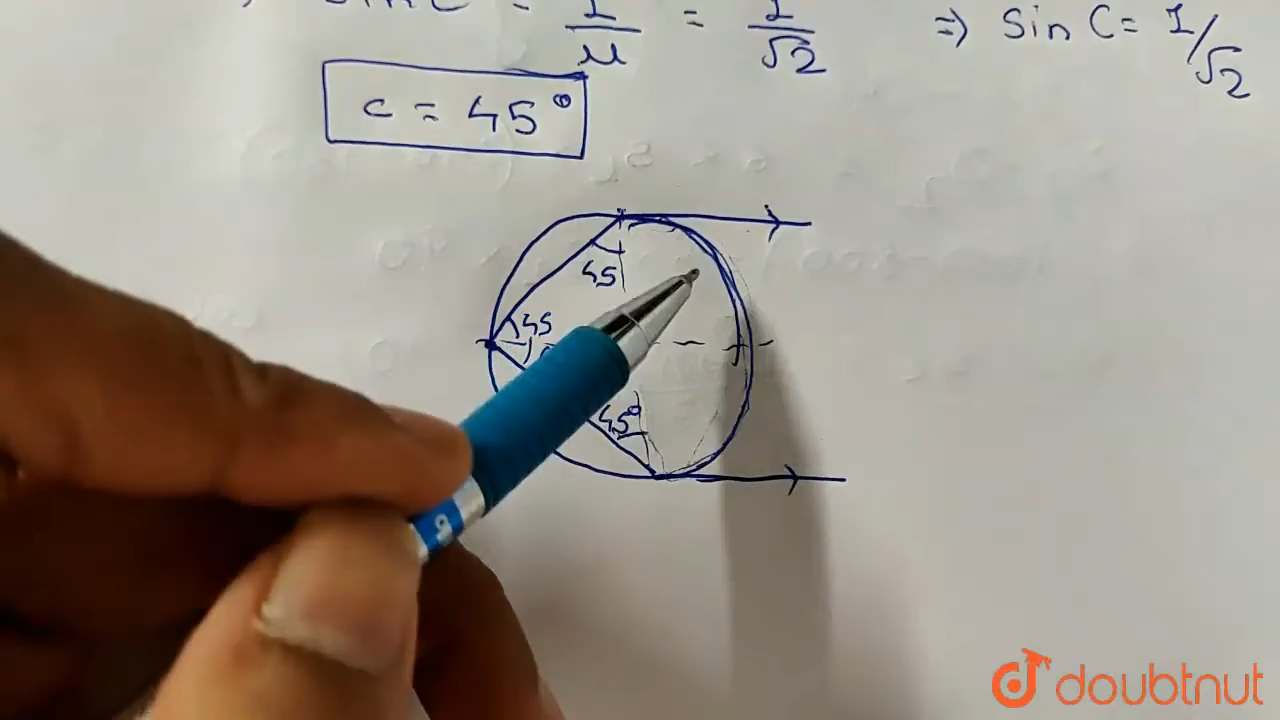 Sin C = 1/μ = 1/√2 ⇒ Sin C = 1/√2
C = 45°
45
45
45°
doubtnut